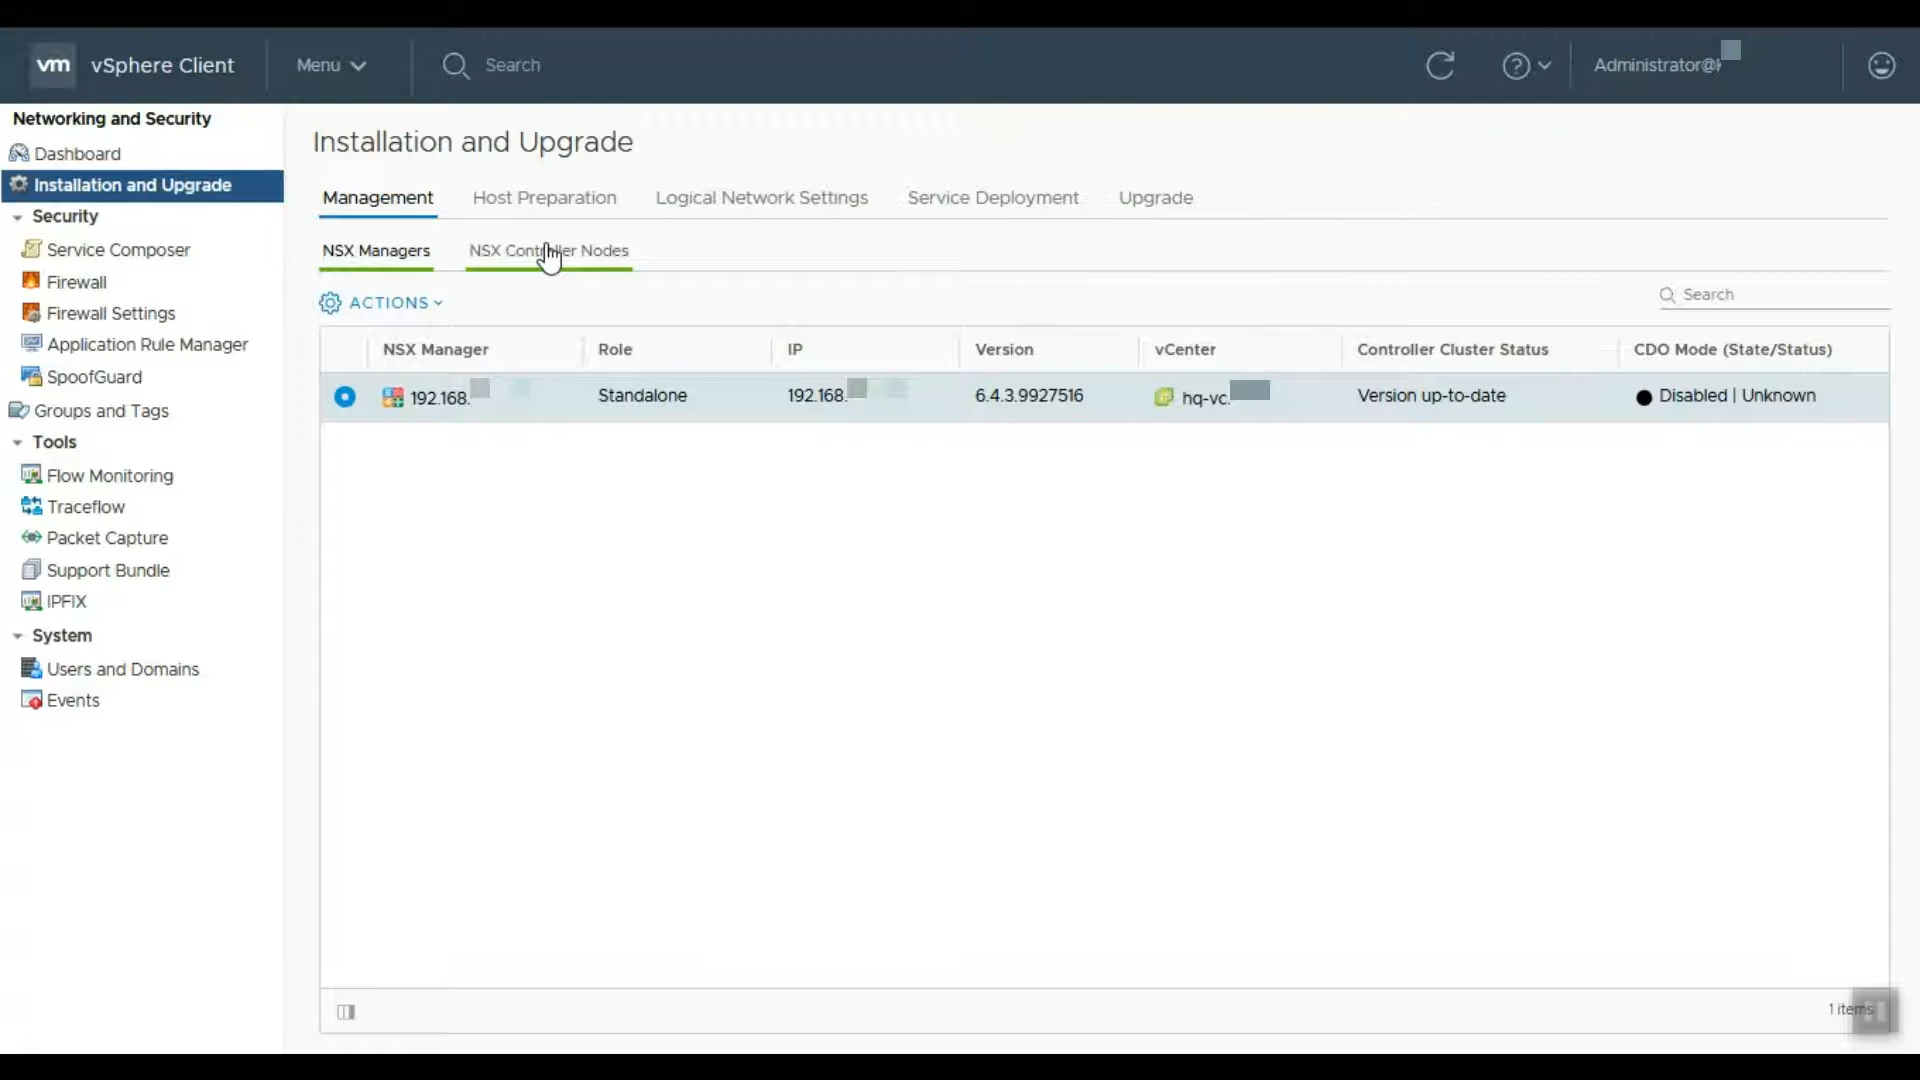 vm vSphere Client Menu Search Administrator@
Networking and Security
Dashboard
Installation and Upgrade
Security
Service Composer
Firewall
Firewall Settings
Application Rule Manager
SpoofGuard
Groups and Tags
Tools
Flow Monitoring
Traceflow
Packet Capture
Support Bundle
IPFIX
System
Users and Domains
Events
Installation and Upgrade
Management Host Preparation Logical Network Settings Service Deployment Upgrade
NSX Managers NSX Controller Nodes
ACTIONS Search
NSX Manager Role IP Version vCenter Controller Cluster Status CDO Mode (State/Status)
192.168. Standalone 192.168. 6.4.3.9927516 hq-vc. Version up-to-date Disabled | Unknown
1 items